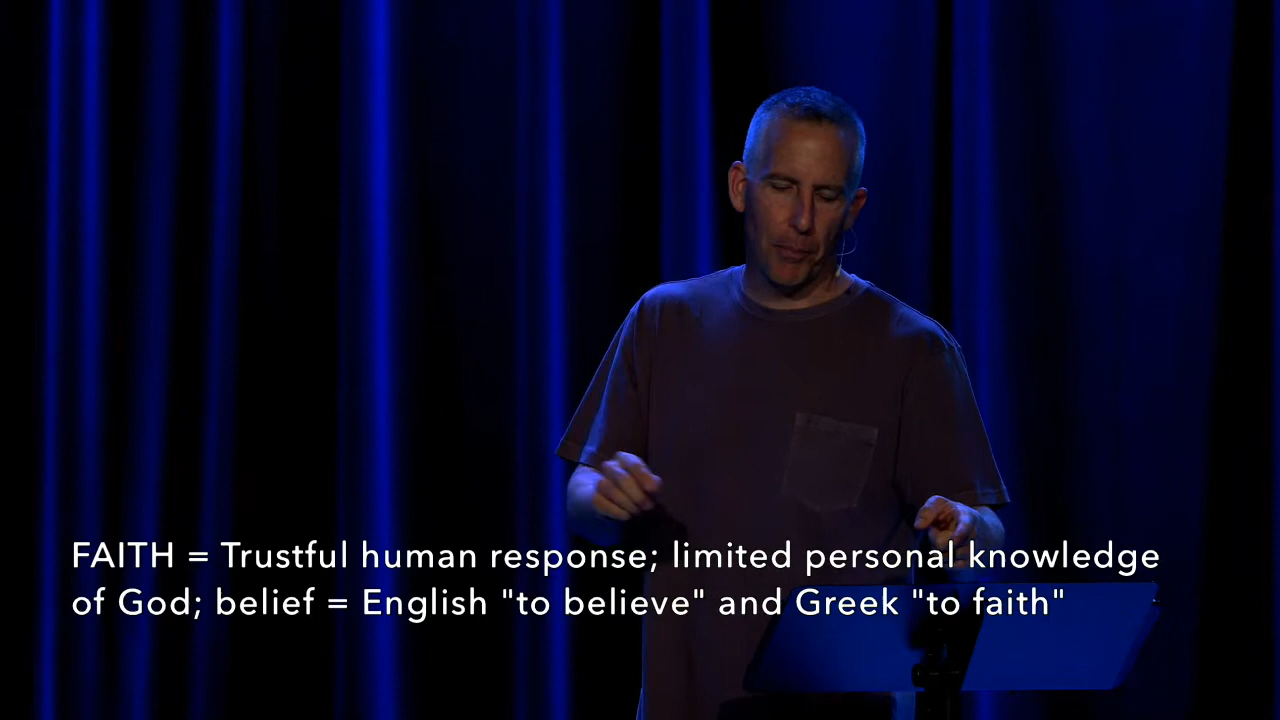 FAITH = Trustful human response; limited personal knowledge
of God; belief = English "to believe" and Greek "to faith"